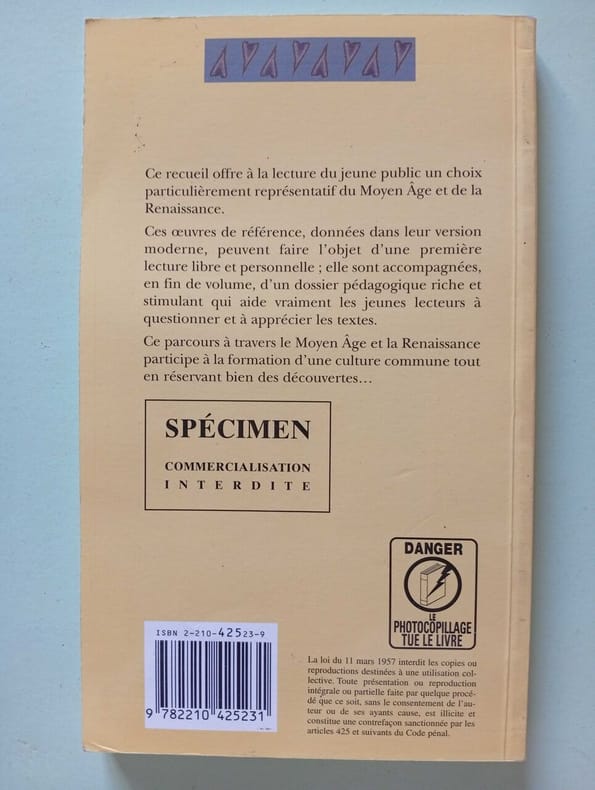 Ce recueil offre à la lecture du jeune public un choix
particulièrement représentatif du Moyen Âge et de la
Renaissance.
Ces œuvres de référence, données dans leur version
moderne, peuvent faire l'objet d'une première
lecture libre et personnelle ; elle sont accompagnées,
en fin de volume, d'un dossier pédagogique riche et
stimulant qui aide vraiment les jeunes lecteurs à
questionner et à apprécier les textes.
Ce parcours à travers le Moyen Âge et la Renaissance
participe à la formation d'une culture commune tout
en réservant bien des découvertes…
SPÉCIMEN
COMMERCIALISATION
INTERDITE
DANGER
LE
PHOTOCOPILLAGE
TUE LE LIVRE
ISBN 2-210-42523-9
9 782210 425231
La loi du 11 mars 1957 interdit les copies ou
reproductions destinées à une utilisation col-
lective. Toute présentation ou reproduction
intégrale ou partielle faite par quelque procé-
dé que ce soit, sans le consentement de l'au-
teur ou de ses ayants cause, est illicite et
constitue une contrefaçon sanctionnée par les
articles 425 et suivants du Code pénal.